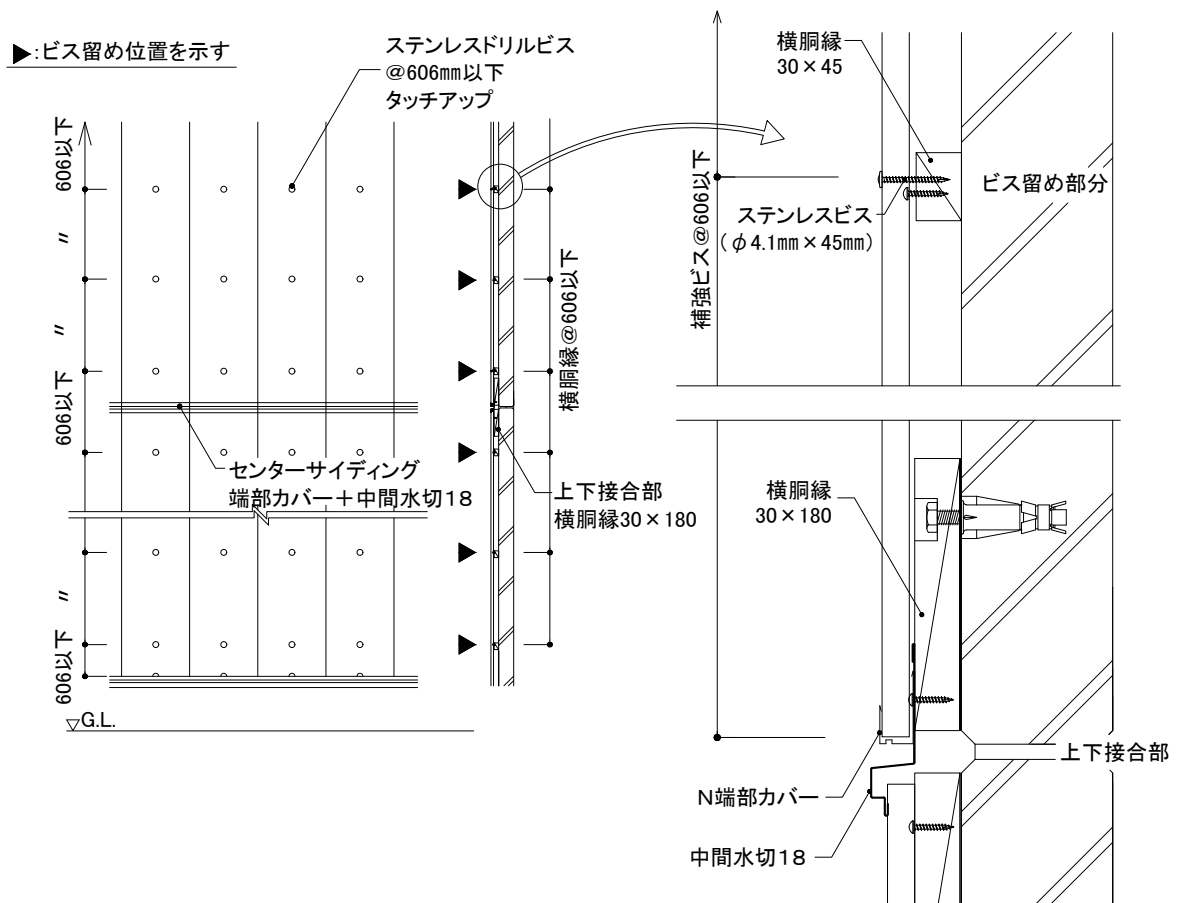 ▶:ビス留め位置を示す
ステンレスドリルビス
@606mm以下
タッチアップ
606以下
〃
〃
606以下
〃
606以下
センターサイディング
端部カバー+中間水切18
横胴縁@606以下
上下接合部
横胴縁30×180
▽G.L.
横胴縁
30×45
補強ビス@606以下
ビス留め部分
ステンレスビス
(φ4.1mm×45mm)
横胴縁
30×180
上下接合部
N端部カバー
中間水切18